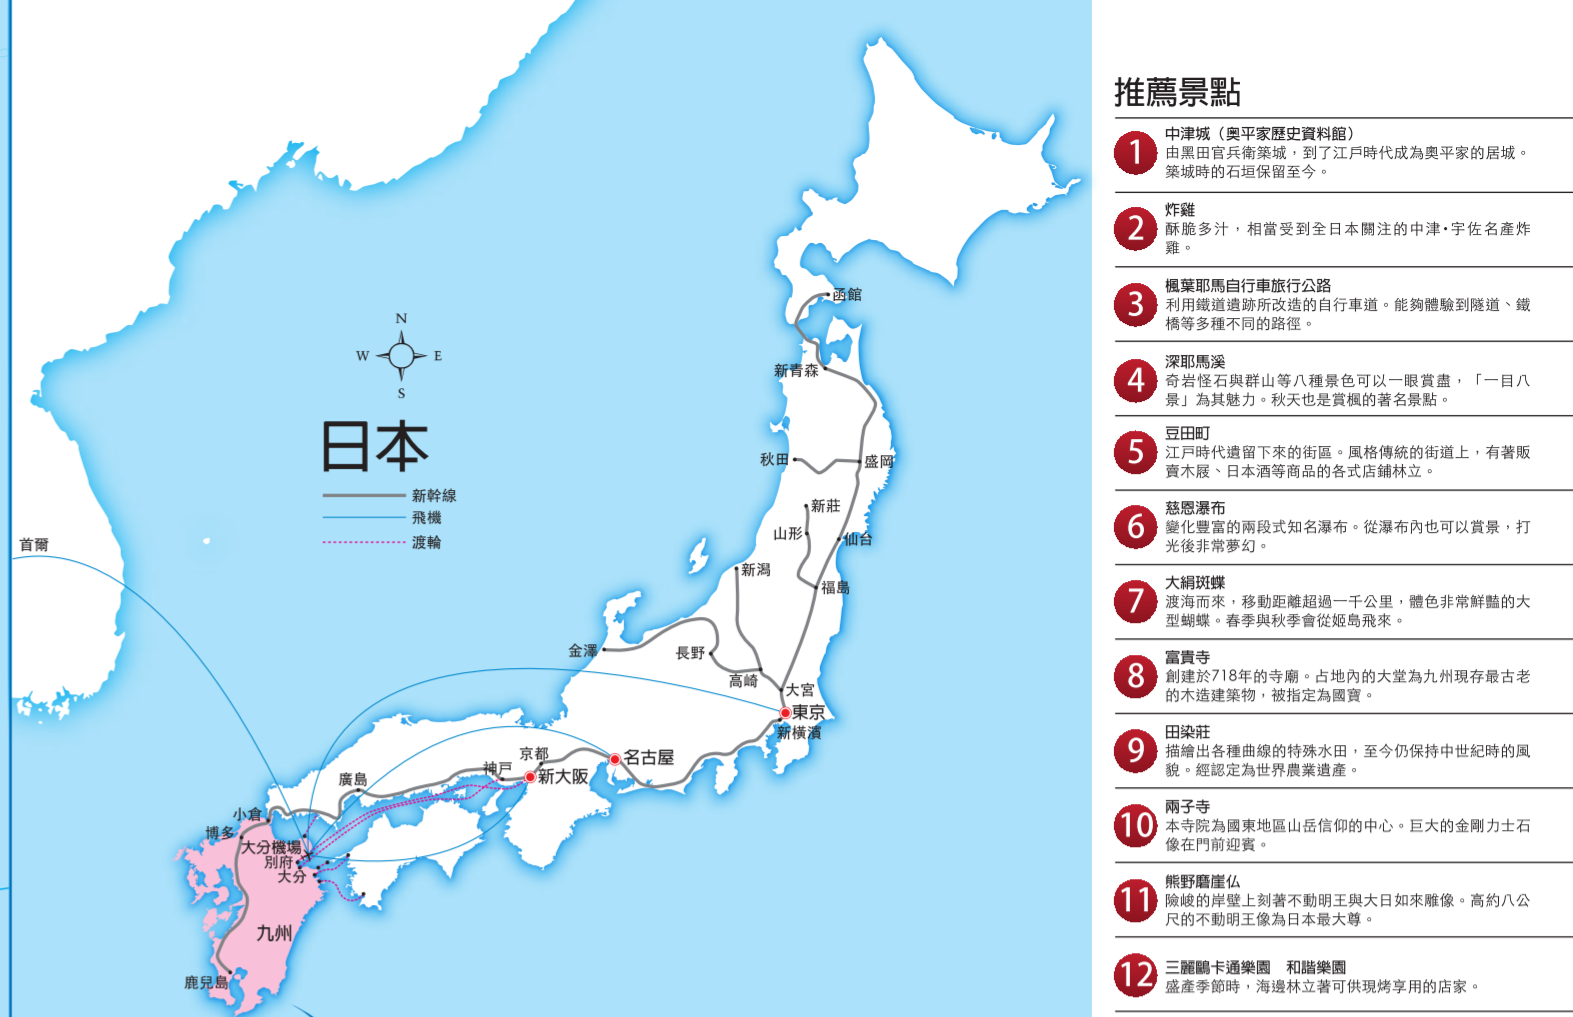 函館
新青森
秋田
盛岡
新莊
山形
仙台
新潟
福島
金澤
長野
高崎
大宮
東京
新橫濱
名古屋
京都
神戶
新大阪
廣島
小倉
博多
大分機場
別府
大分
九州
鹿兒島
首爾
N
W
E
S
日本
新幹線
飛機
渡輪
推薦景點
1
中津城（奧平家歷史資料館）
由黑田官兵衛築城，到了江戶時代成為奧平家的居城。
築城時的石垣保留至今。
2
炸雞
酥脆多汁，相當受到全日本關注的中津・宇佐名產炸
雞。
3
楓葉耶馬自行車旅行公路
利用鐵道遺跡所改造的自行車道。能夠體驗到隧道、鐵
橋等多種不同的路徑。
4
深耶馬溪
奇岩怪石與群山等八種景色可以一眼賞盡，「一目八
景」為其魅力。秋天也是賞楓的著名景點。
5
豆田町
江戶時代遺留下來的街區。風格傳統的街道上，有著販
賣木屐、日本酒等商品的各式店鋪林立。
6
慈恩瀑布
變化豐富的兩段式知名瀑布。從瀑布內也可以賞景，打
光後非常夢幻。
7
大絹斑蝶
渡海而來，移動距離超過一千公里，體色非常鮮豔的大
型蝴蝶。春季與秋季會從姬島飛來。
8
富貴寺
創建於718年的寺廟。占地內的大堂為九州現存最古老
的木造建築物，被指定為國寶。
9
田染莊
描繪出各種曲線的特殊水田，至今仍保持中世紀時的風
貌。經認定為世界農業遺產。
10
兩子寺
本寺院為國東地區山岳信仰的中心。巨大的金剛力士石
像在門前迎賓。
11
熊野磨崖仏
險峻的岸壁上刻著不動明王與大日如來雕像。高約八公
尺的不動明王像為日本最大尊。
12
三麗鷗卡通樂園　和諧樂園
盛產季節時，海邊林立著可供現烤享用的店家。